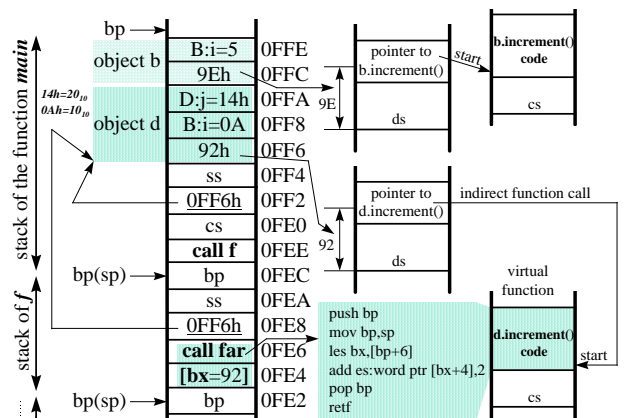 bp
stack of the function main
object b
B:i=5
0FFE
9Eh
0FFC
14h=20₁₀
0Ah=10₁₀
object d
D:j=14h
0FFA
B:i=0A
0FF8
92h
0FF6
ss
0FF4
0FF6h
0FF2
cs
0FE0
call f
0FEE
bp(sp)
bp
0FEC
stack of f
ss
0FEA
0FF6h
0FE8
call far
0FE6
[bx=92]
0FE4
bp(sp)
bp
0FE2
pointer to
b.increment()
9E
ds
start
b.increment()
code
cs
pointer to
d.increment()
92
ds
indirect function call
virtual
function
push bp
mov bp,sp
les bx,[bp+6]
add es:word ptr [bx+4],2
pop bp
retf
d.increment()
code
start
cs